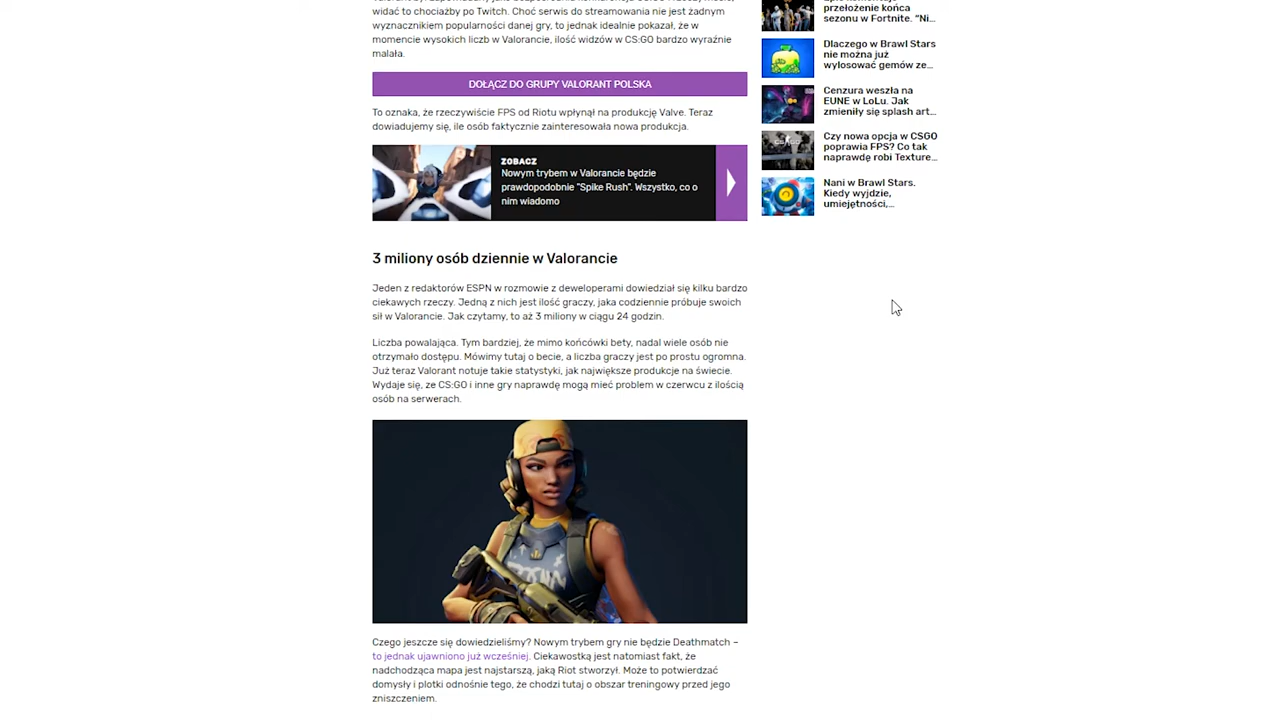 widać to chociażby po Twitch. Choć serwis do streamowania nie jest żadnym
wyznacznikiem popularności danej gry, to jednak idealnie pokazał, że w
momencie wysokich liczb w Valorancie, ilość widzów w CS:GO bardzo wyraźnie
malała.
DOŁĄCZ DO GRUPY VALORANT POLSKA
To oznaka, że rzeczywiście FPS od Riotu wpłynął na produkcję Valve. Teraz
dowiadujemy się, ile osób faktycznie zainteresowała nowa produkcja.
ZOBACZ
Nowym trybem w Valorancie będzie
prawdopodobnie "Spike Rush". Wszystko, co o
nim wiadomo
3 miliony osób dziennie w Valorancie
Jeden z redaktorów ESPN w rozmowie z deweloperami dowiedział się kilku bardzo
ciekawych rzeczy. Jedną z nich jest ilość graczy, jaka codziennie próbuje swoich
sił w Valorancie. Jak czytamy, to aż 3 miliony w ciągu 24 godzin.
Liczba powalająca. Tym bardziej, że mimo końcówki bety, nadal wiele osób nie
otrzymało dostępu. Mówimy tutaj o becie, a liczba graczy jest po prostu ogromna.
Już teraz Valorant notuje takie statystyki, jak największe produkcje na świecie.
Wydaje się, ze CS:GO i inne gry naprawdę mogą mieć problem w czerwcu z ilością
osób na serwerach.
Czego jeszcze się dowiedzieliśmy? Nowym trybem gry nie będzie Deathmatch –
to jednak ujawniono już wcześniej. Ciekawostką jest natomiast fakt, że
nadchodząca mapa jest najstarszą, jaką Riot stworzył. Może to potwierdzać
domysły i plotki odnośnie tego, że chodzi tutaj o obszar treningowy przed jego
zniszczeniem.
przełożenie końca
sezonu w Fortnite. "Ni...
Dlaczego w Brawl Stars
nie można już
wylosować gemów ze...
Cenzura weszła na
EUNE w LoLu. Jak
zmieniły się splash art...
Czy nowa opcja w CSGO
poprawia FPS? Co tak
naprawdę robi Texture...
Nani w Brawl Stars.
Kiedy wyjdzie,
umiejętności,...